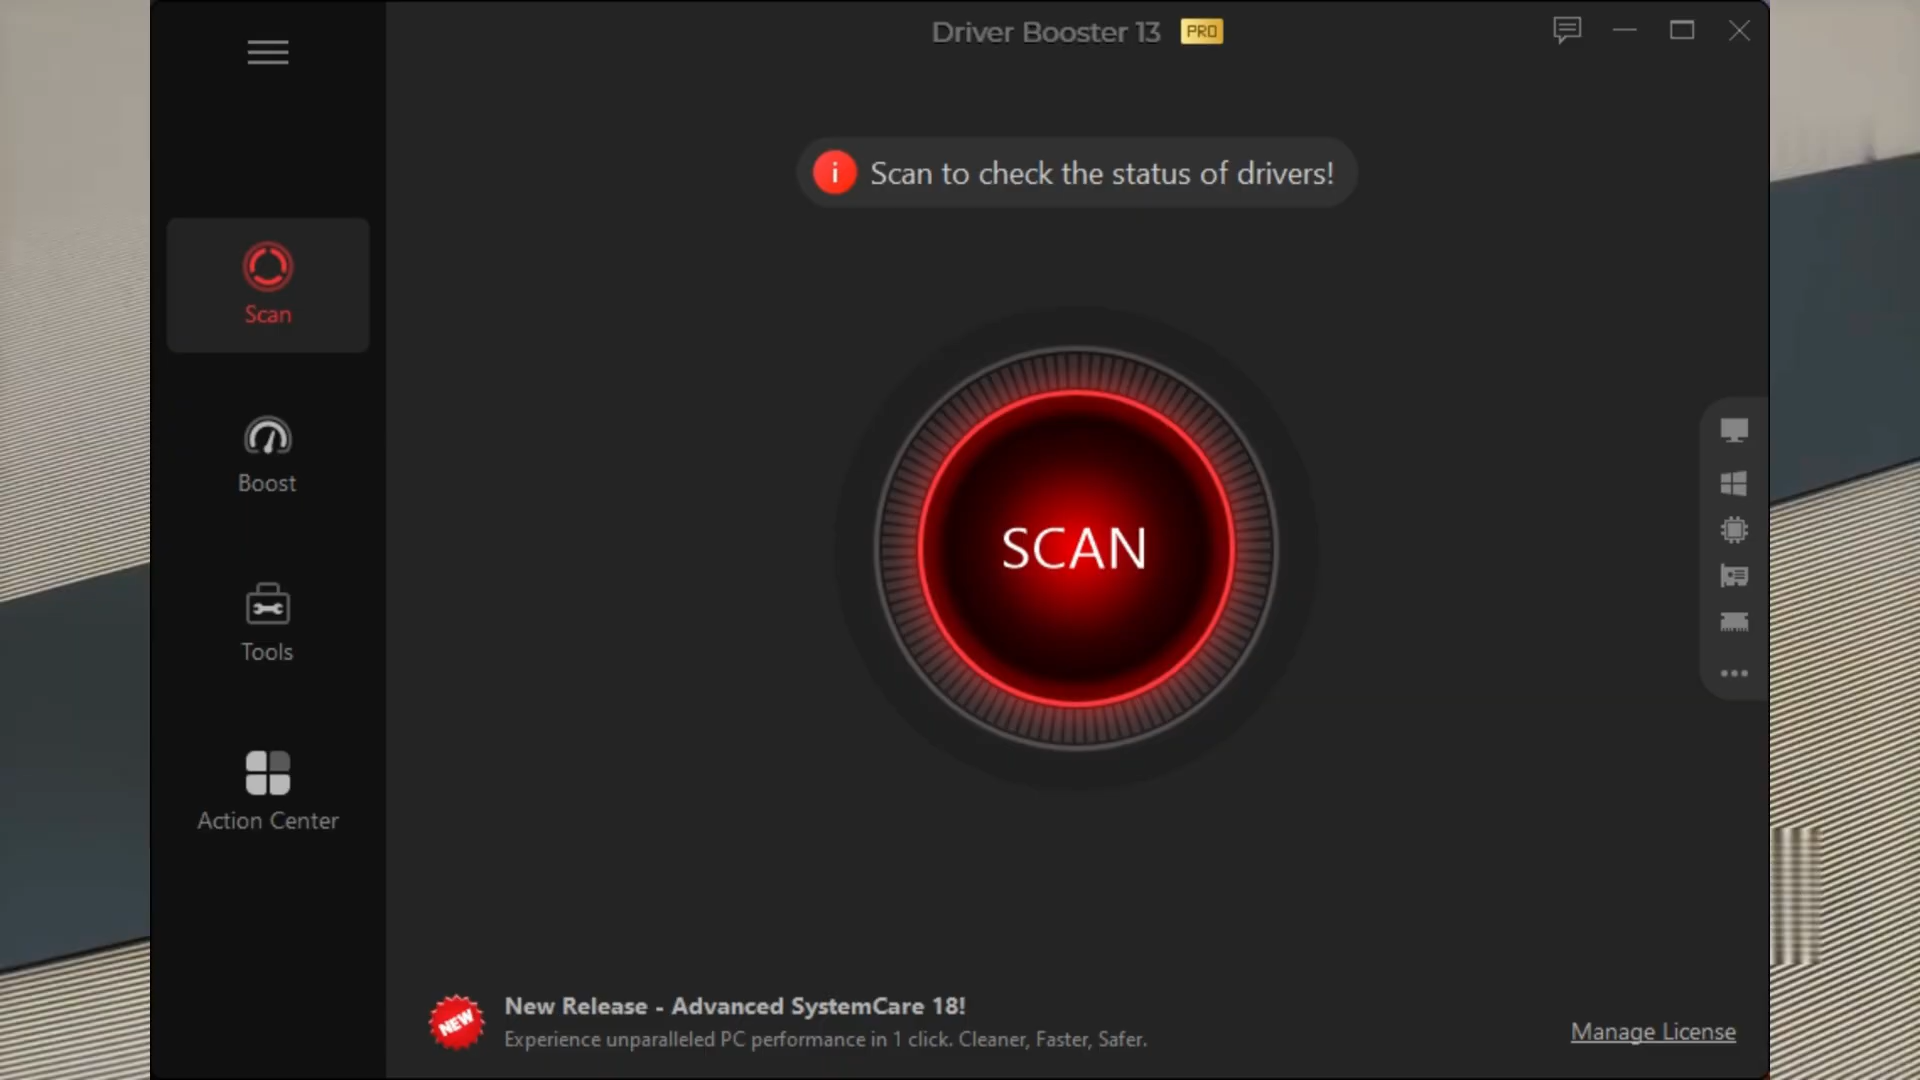 Driver Booster 13 PRO
i Scan to check the status of drivers!
Scan
Boost
Tools
Action Center
SCAN
NEW
New Release - Advanced SystemCare 18!
Experience unparalleled PC performance in 1 click. Cleaner, Faster, Safer.
Manage License